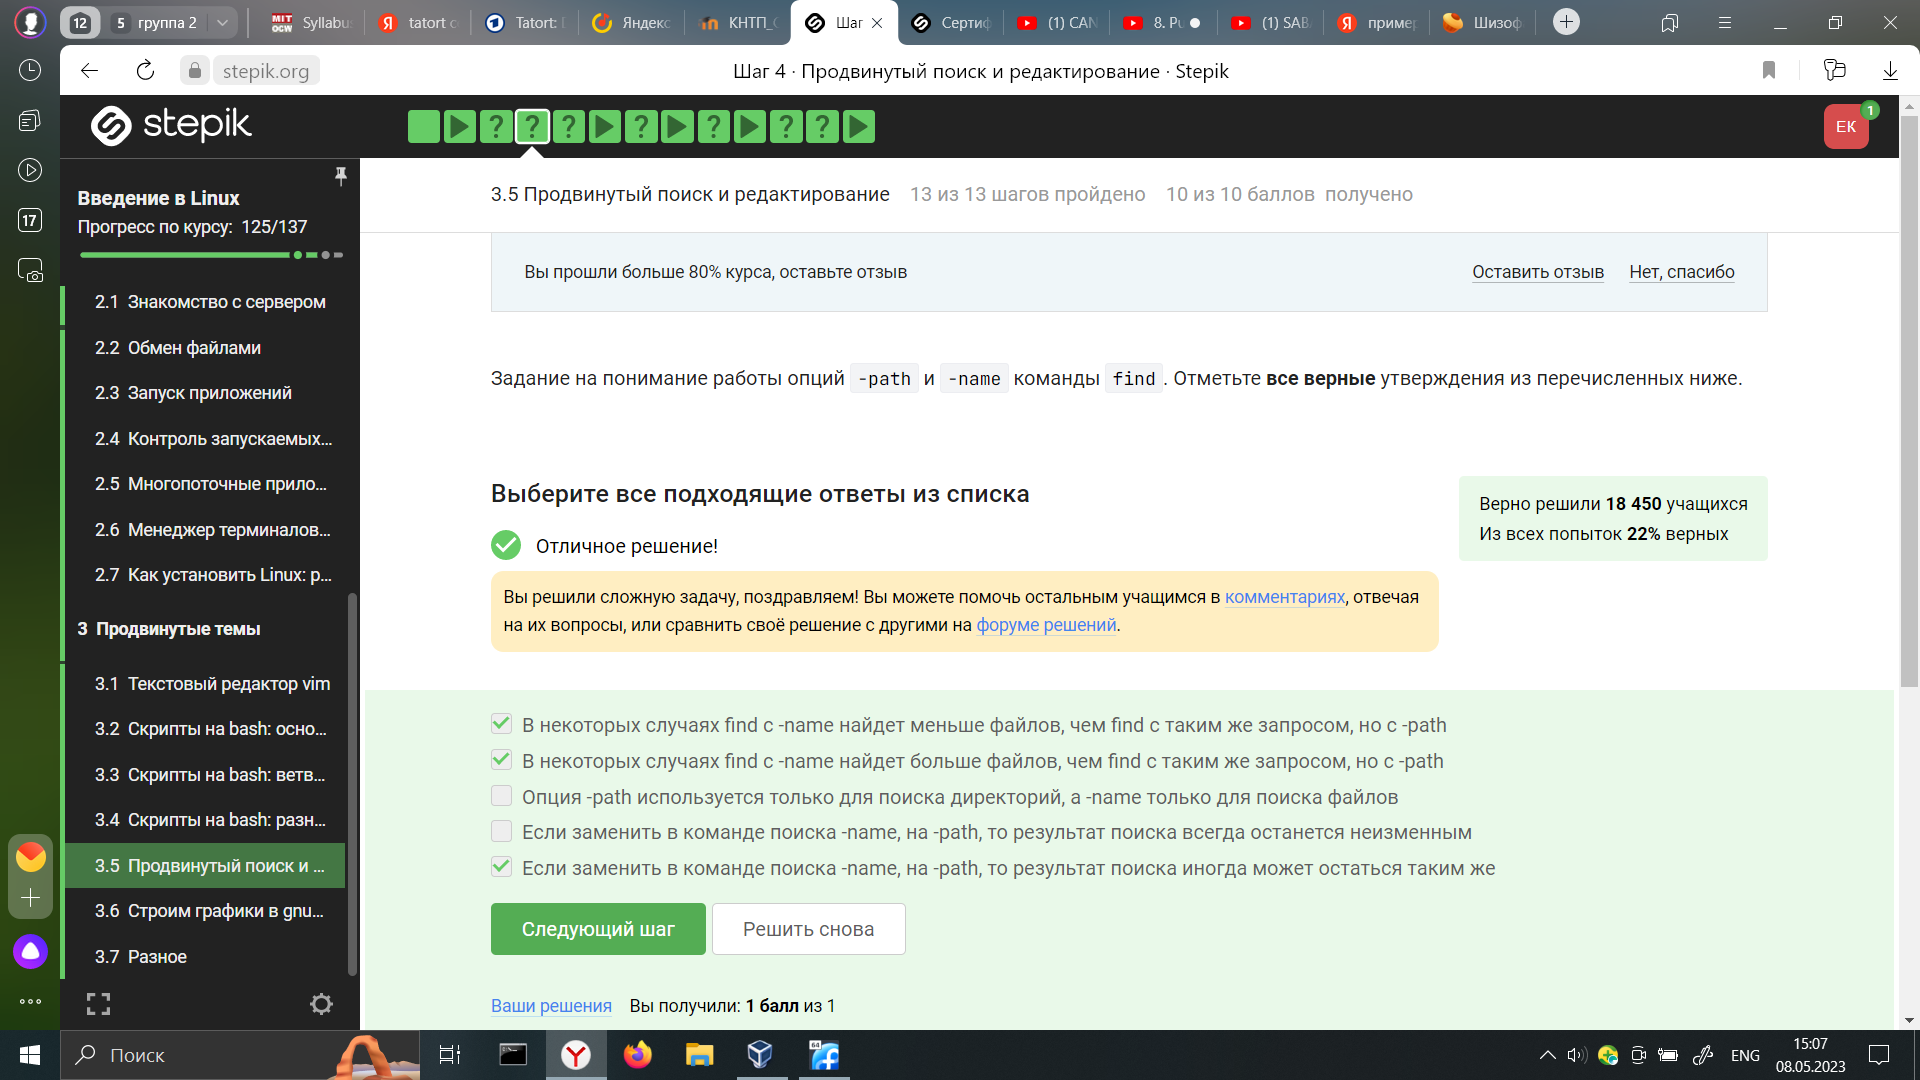 12
5 группа 2
MIT OCW Syllabu
tatort c
Tatort:
Яндекс
КНТП_
Шаг
Сертиф
(1) CAN
8. Pu
(1) SAB
пример
Шизоф
stepik.org
Шаг 4 · Продвинутый поиск и редактирование · Stepik
stepik
? ? ? ? ? ? ?
ЕК
1
17
Введение в Linux
Прогресс по курсу: 125/137
2.1 Знакомство с сервером
2.2 Обмен файлами
2.3 Запуск приложений
2.4 Контроль запускаемых...
2.5 Многопоточные прило...
2.6 Менеджер терминалов...
2.7 Как установить Linux: р...
3 Продвинутые темы
3.1 Текстовый редактор vim
3.2 Скрипты на bash: осно...
3.3 Скрипты на bash: ветв...
3.4 Скрипты на bash: разн...
3.5 Продвинутый поиск и ...
3.6 Строим графики в gnu...
3.7 Разное
3.5 Продвинутый поиск и редактирование 13 из 13 шагов пройдено 10 из 10 баллов получено
Вы прошли больше 80% курса, оставьте отзыв Оставить отзыв Нет, спасибо
Задание на понимание работы опций -path и -name команды find. Отметьте все верные утверждения из перечисленных ниже.
Выберите все подходящие ответы из списка
Верно решили 18 450 учащихся
Из всех попыток 22% верных
Отличное решение!
Вы решили сложную задачу, поздравляем! Вы можете помочь остальным учащимся в комментариях, отвечая
на их вопросы, или сравнить своё решение с другими на форуме решений.
В некоторых случаях find с -name найдет меньше файлов, чем find с таким же запросом, но с -path
В некоторых случаях find с -name найдет больше файлов, чем find с таким же запросом, но с -path
Опция -path используется только для поиска директорий, а -name только для поиска файлов
Если заменить в команде поиска -name, на -path, то результат поиска всегда останется неизменным
Если заменить в команде поиска -name, на -path, то результат поиска иногда может остаться таким же
Следующий шаг Решить снова
Ваши решения Вы получили: 1 балл из 1
Поиск
64
ENG
15:07
08.05.2023